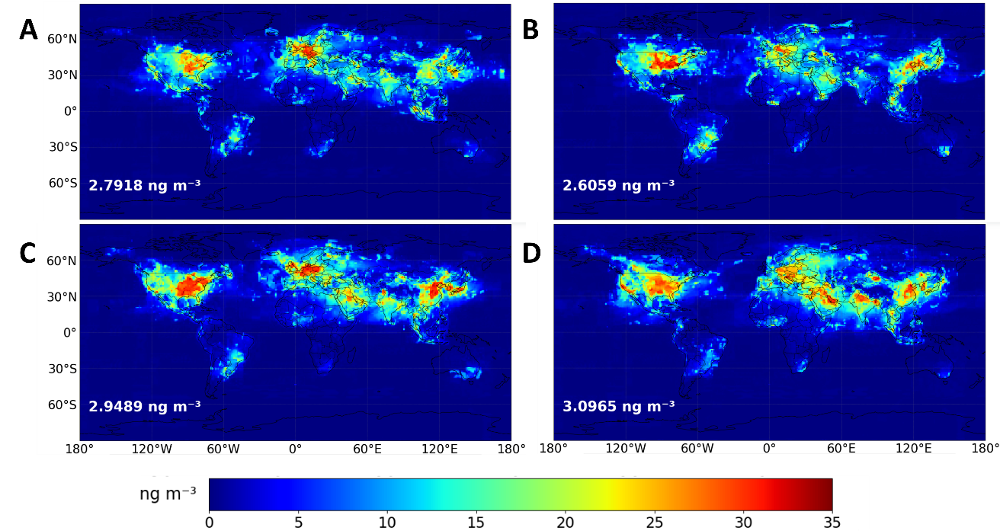 A
B
60°N
30°N
0°
30°S
60°S
2.7918 ng m⁻³
2.6059 ng m⁻³
C
D
60°N
30°N
0°
30°S
60°S
2.9489 ng m⁻³
3.0965 ng m⁻³
180° 120°W 60°W 0° 60°E 120°E 180°
180° 120°W 60°W 0° 60°E 120°E 180°
ng m⁻³
0 5 10 15 20 25 30 35